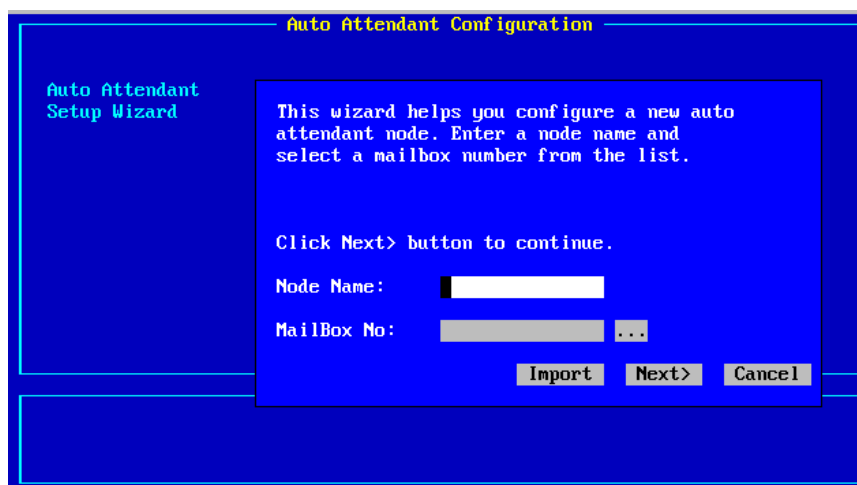 Auto Attendant Configuration
Auto Attendant
Setup Wizard
This wizard helps you configure a new auto
attendant node. Enter a node name and
select a mailbox number from the list.
Click Next> button to continue.
Node Name:
MailBox No:
...
Import Next> Cancel